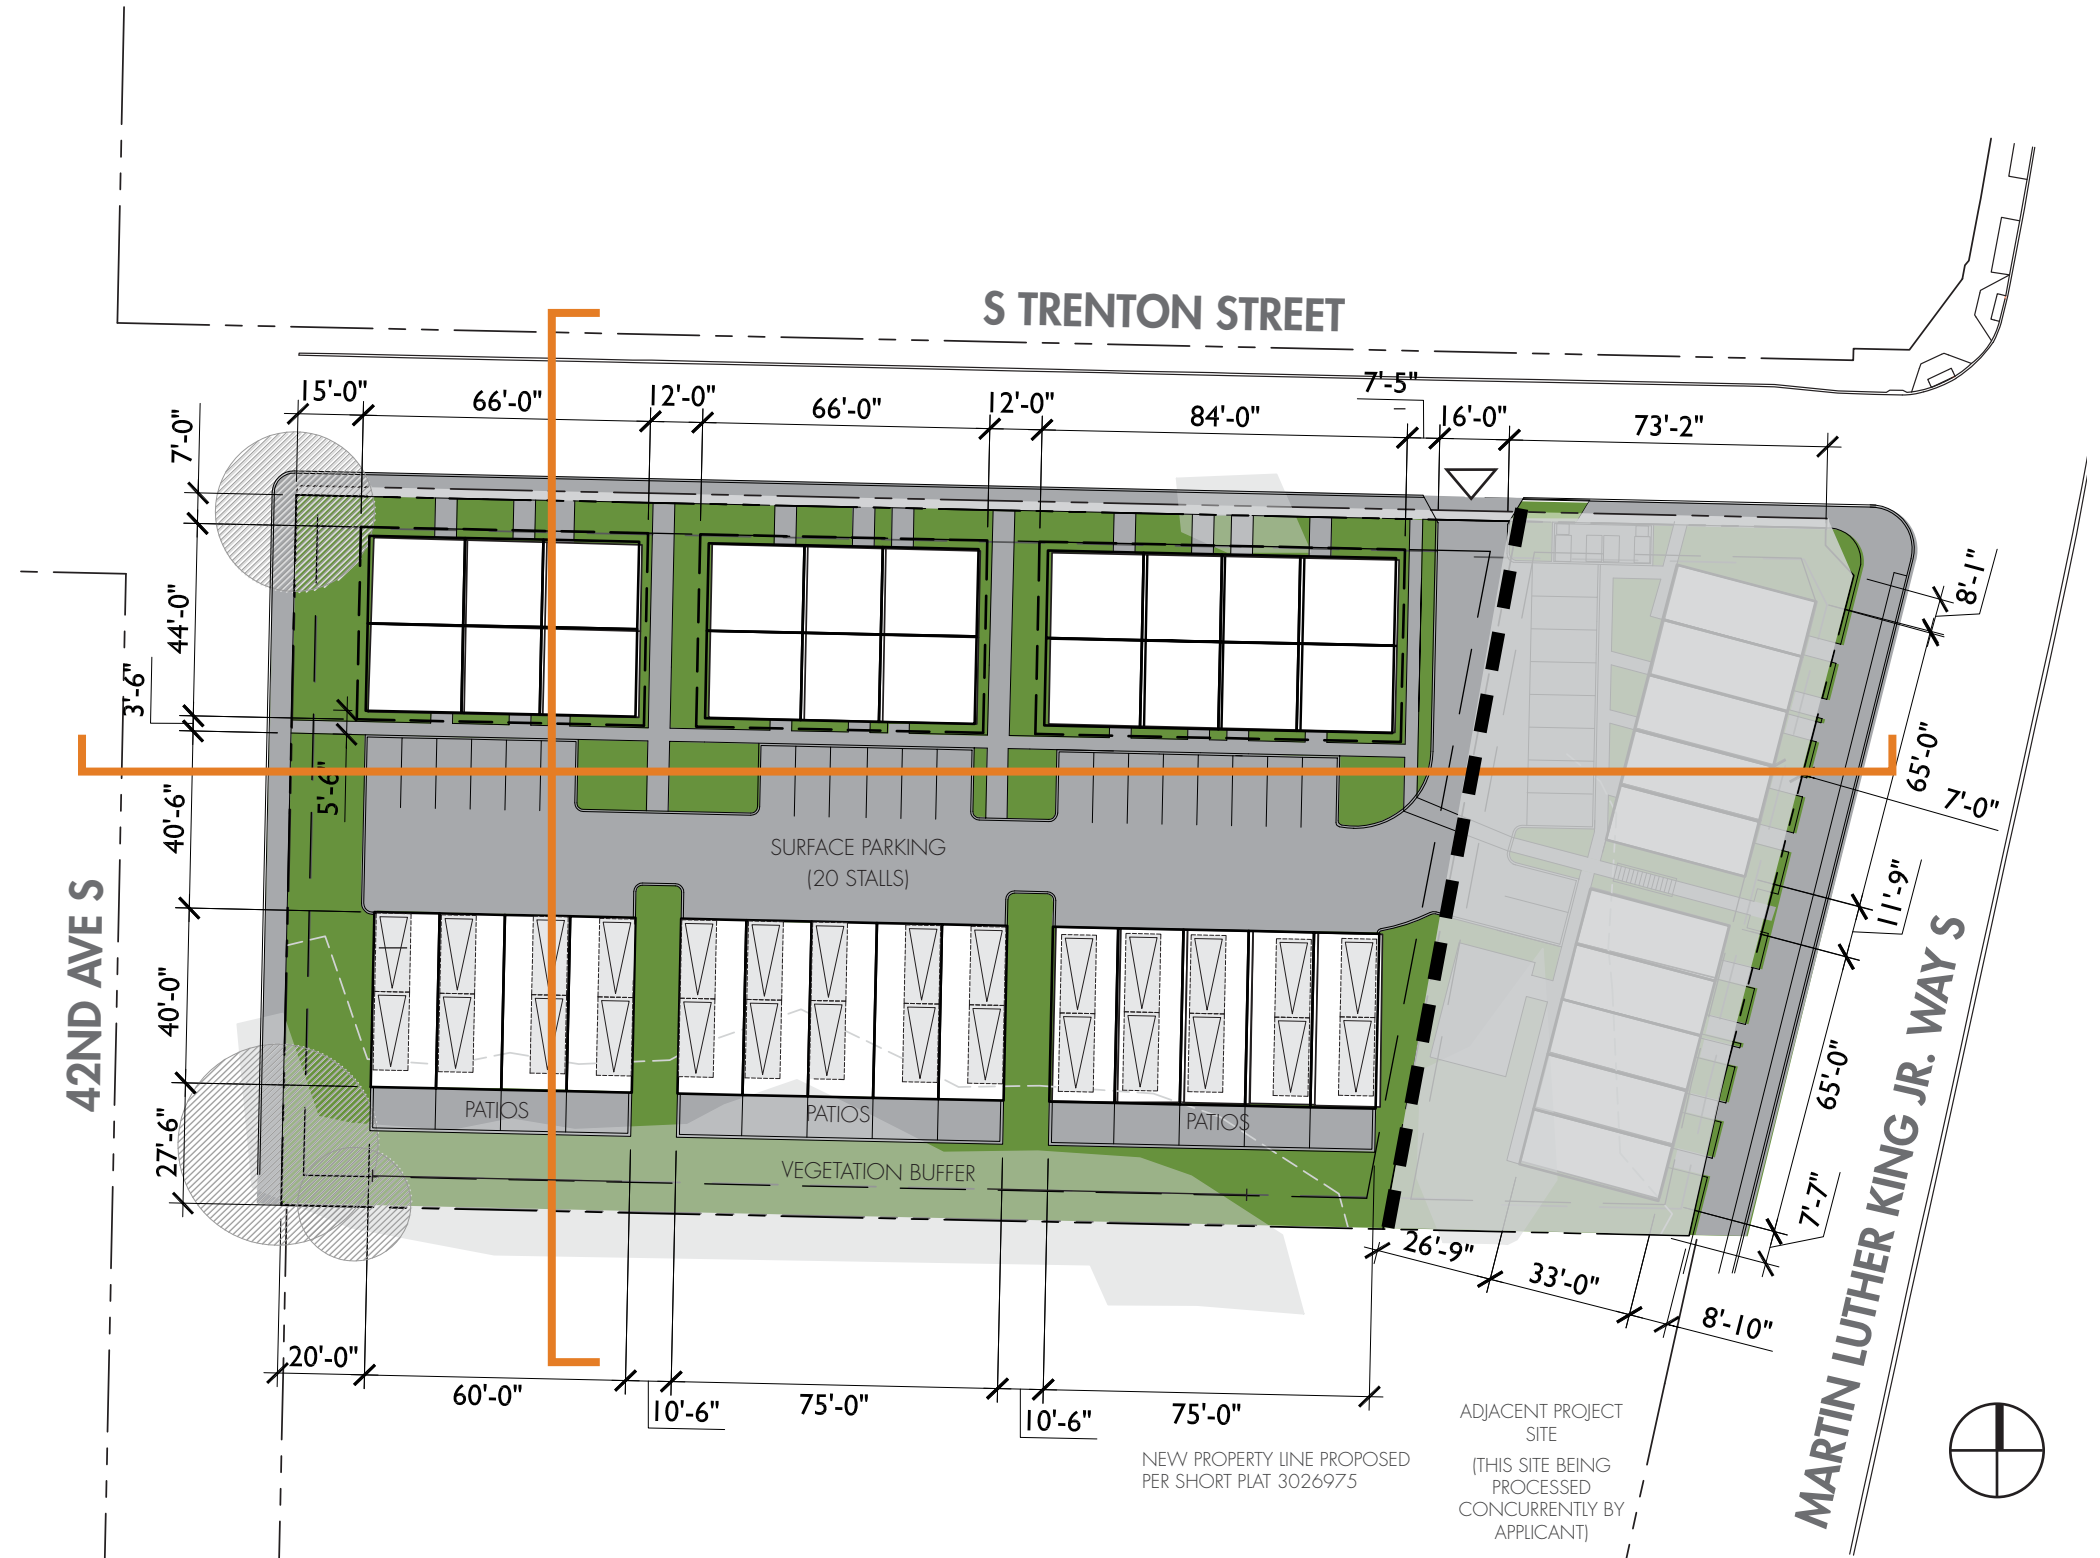 S TRENTON STREET
15'-0"
66'-0"
12'-0"
66'-0"
12'-0"
84'-0"
7'-5"
16'-0"
73'-2"
7'-0"
44'-0"
3'-6"
5'-6"
40'-6"
40'-0"
27'-6"
42ND AVE S
SURFACE PARKING
(20 STALLS)
PATIOS
PATIOS
PATIOS
VEGETATION BUFFER
8'-1"
65'-0"
7'-0"
11'-9"
65'-0"
7'-7"
MARTIN LUTHER KING JR. WAY S
26'-9"
33'-0"
8'-10"
20'-0"
60'-0"
10'-6"
75'-0"
10'-6"
75'-0"
NEW PROPERTY LINE PROPOSED
PER SHORT PLAT 3026975
ADJACENT PROJECT
SITE
(THIS SITE BEING
PROCESSED
CONCURRENTLY BY
APPLICANT)